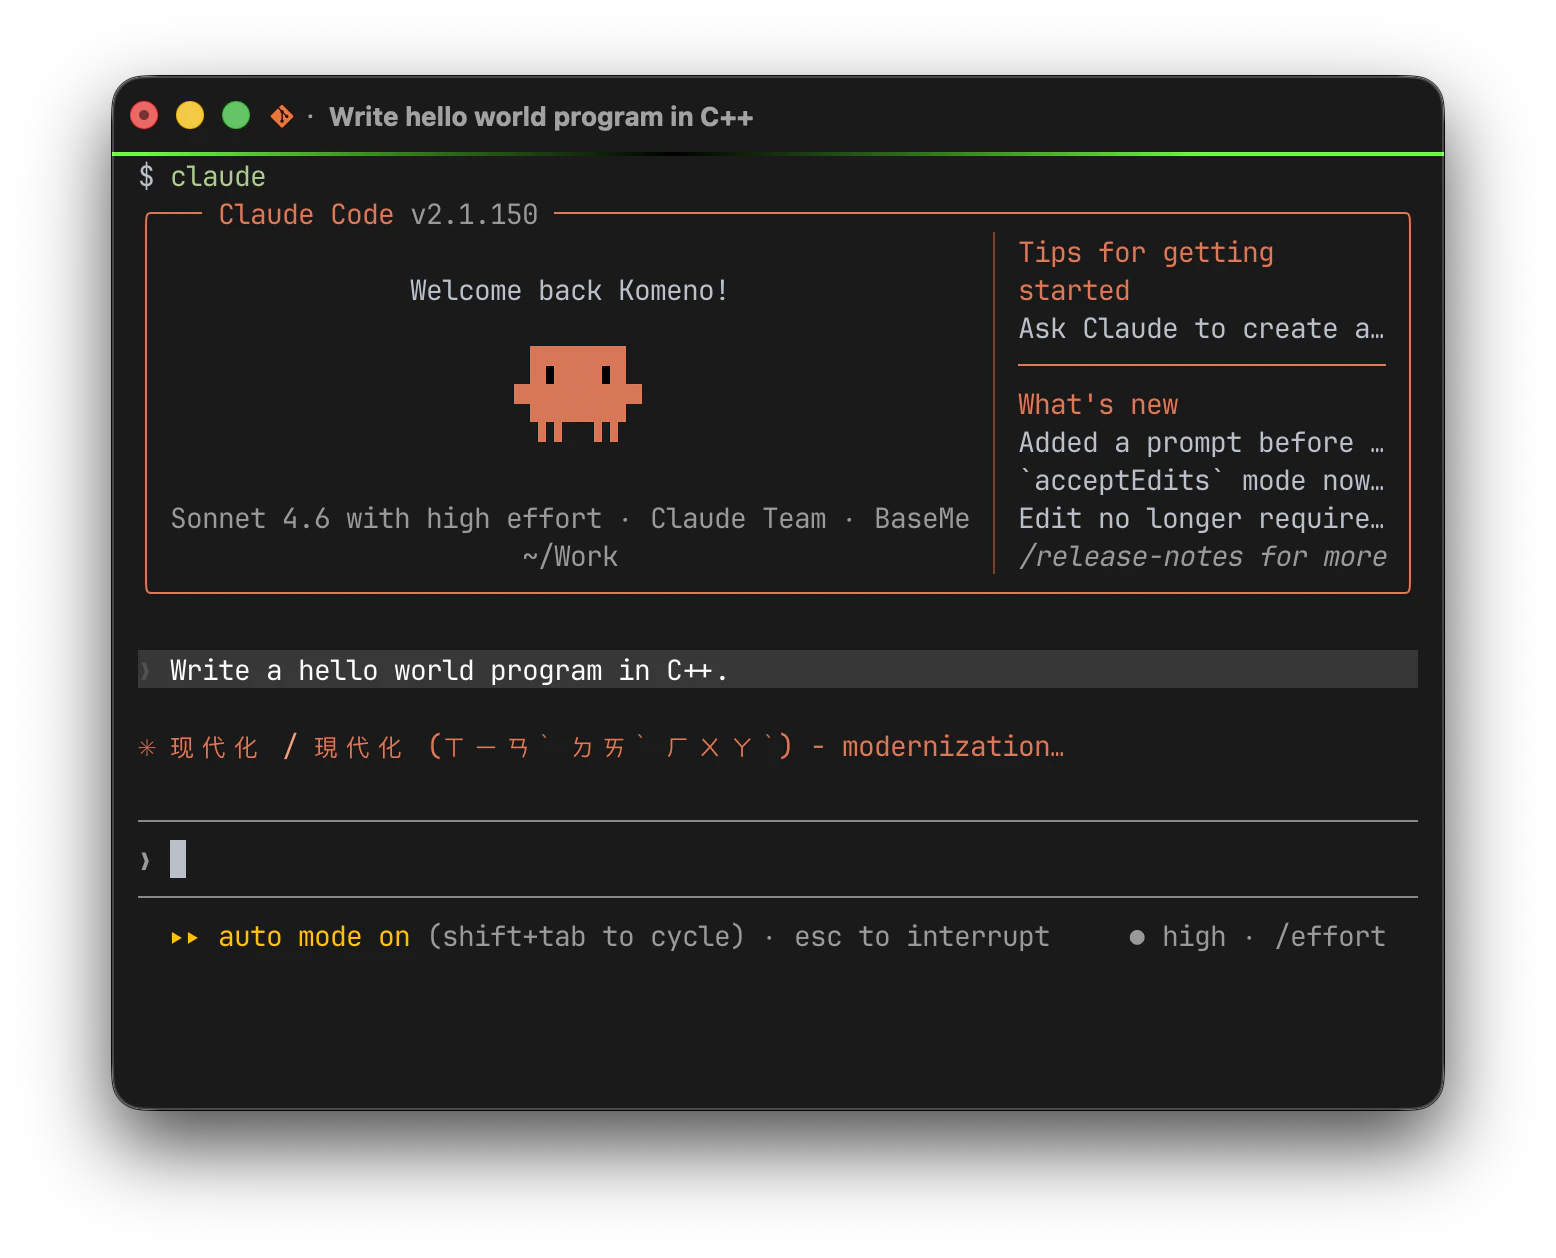 · Write hello world program in C++
$ claude
Claude Code v2.1.150
Welcome back Komeno!
Sonnet 4.6 with high effort · Claude Team · BaseMe
~/Work
Tips for getting
started
Ask Claude to create a…
What's new
Added a prompt before …
`acceptEdits` mode now…
Edit no longer require…
/release-notes for more
❯ Write a hello world program in C++.
✳ 现代化 / 現代化 (ㄒㄧㄢˋ ㄉㄞˋ ㄏㄨㄚˋ) - modernization…
❯
⏵⏵ auto mode on (shift+tab to cycle) · esc to interrupt ● high · /effort